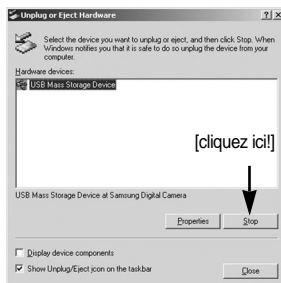 Unplug or Eject Hardware
Select the device you want to unplug or eject, and then click Stop. When
Windows notifies you that it is safe to do so unplug the device from your
computer.
Hardware devices:
USB Mass Storage Device
[cliquez ici!]
USB Mass Storage Device at Samsung Digital Camera
Properties
Stop
Display device components
Show Unplug/Eject icon on the taskbar
Close